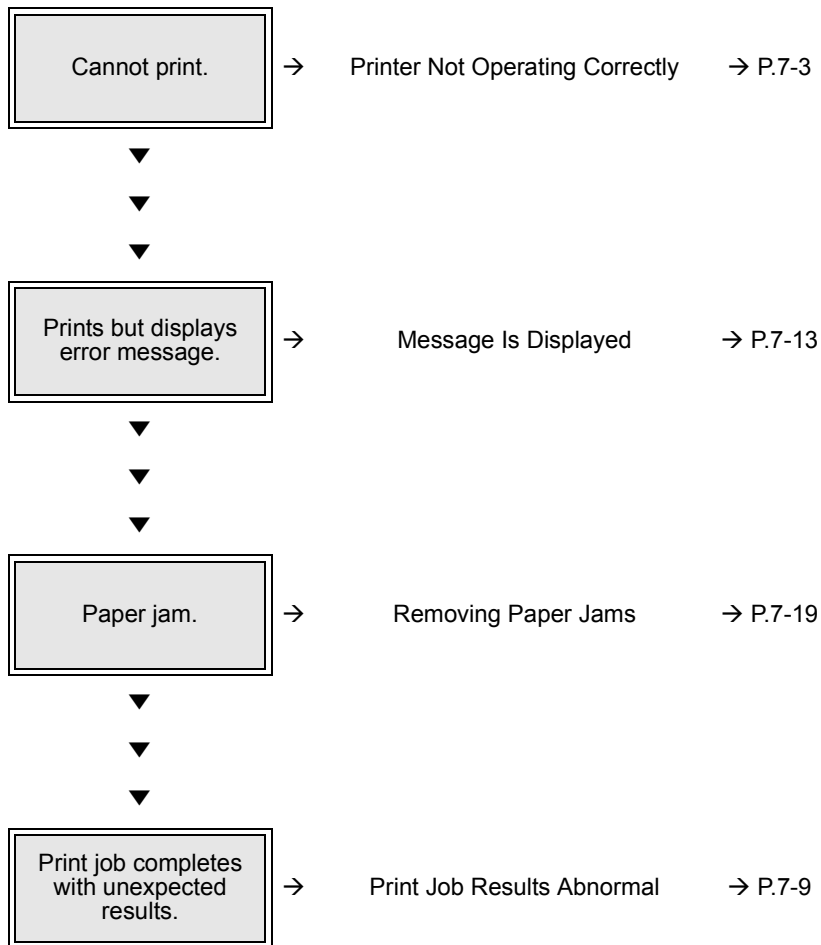 Cannot print. → Printer Not Operating Correctly → P.7-3
▼
▼
▼
Prints but displays
error message. → Message Is Displayed → P.7-13
▼
▼
▼
Paper jam. → Removing Paper Jams → P.7-19
▼
▼
▼
Print job completes
with unexpected → Print Job Results Abnormal → P.7-9
results.